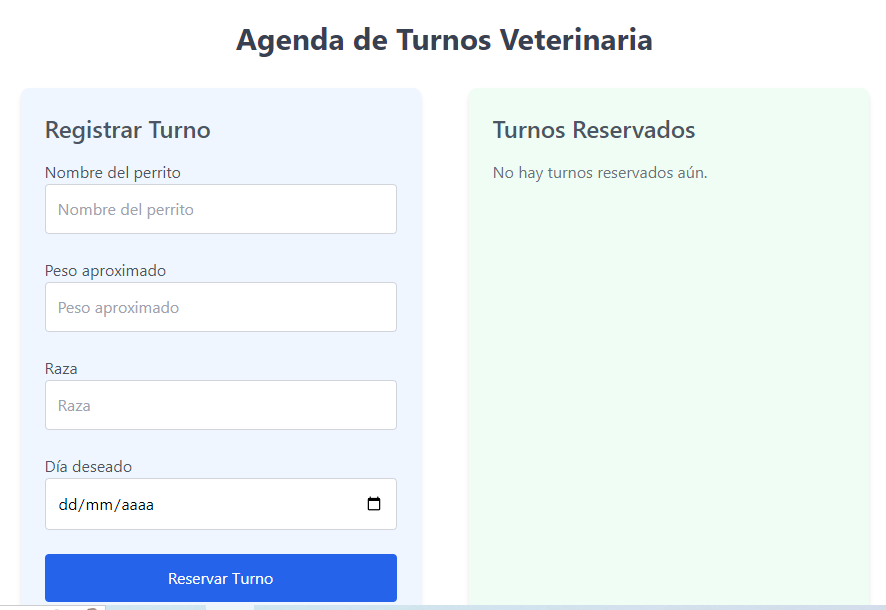 Agenda de Turnos Veterinaria
Registrar Turno
Nombre del perrito
Nombre del perrito
Peso aproximado
Peso aproximado
Raza
Raza
Día deseado
dd/mm/aaaa
Reservar Turno
Turnos Reservados
No hay turnos reservados aún.